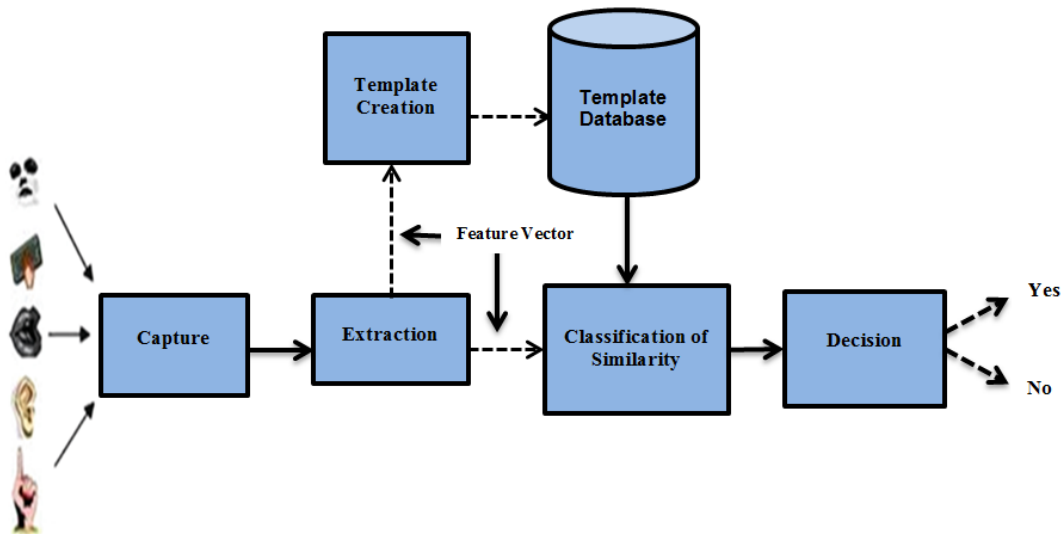 Template
Creation
Template
Database
Feature Vector
Capture
Extraction
Classification of
Similarity
Decision
Yes
No